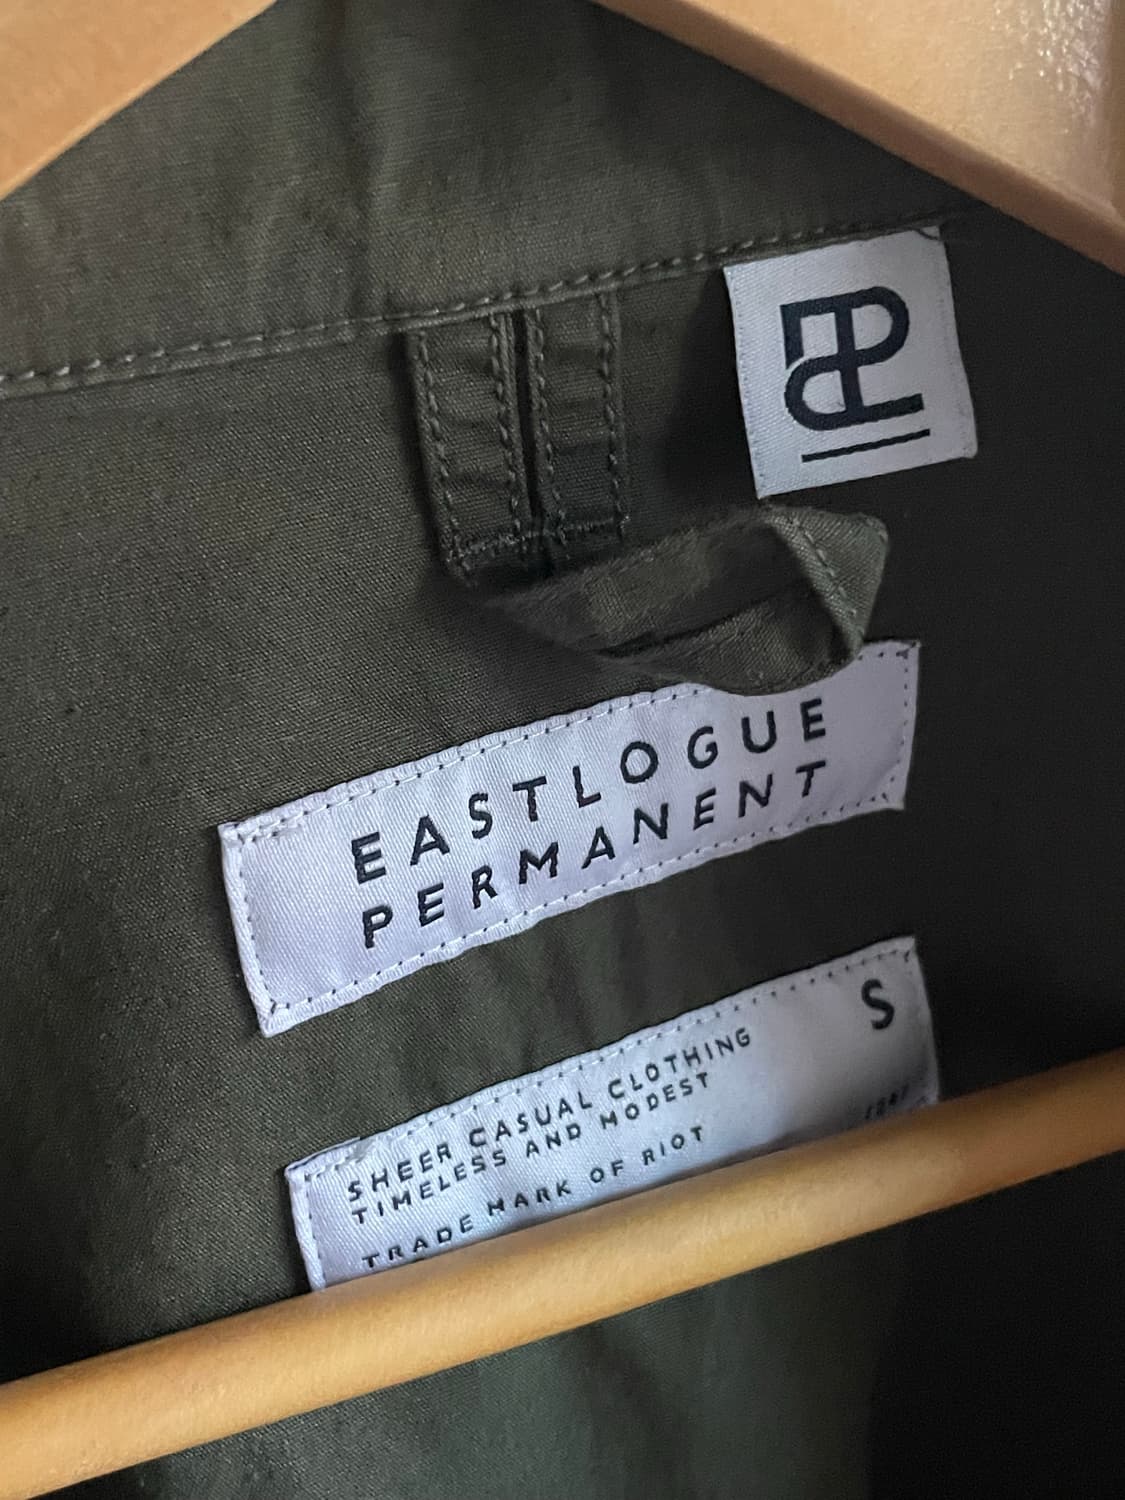 EASTLOGUE
PERMANENT
S
SHEER CASUAL CLOTHING
TIMELESS AND MODEST
TRADE MARK OF RIOT